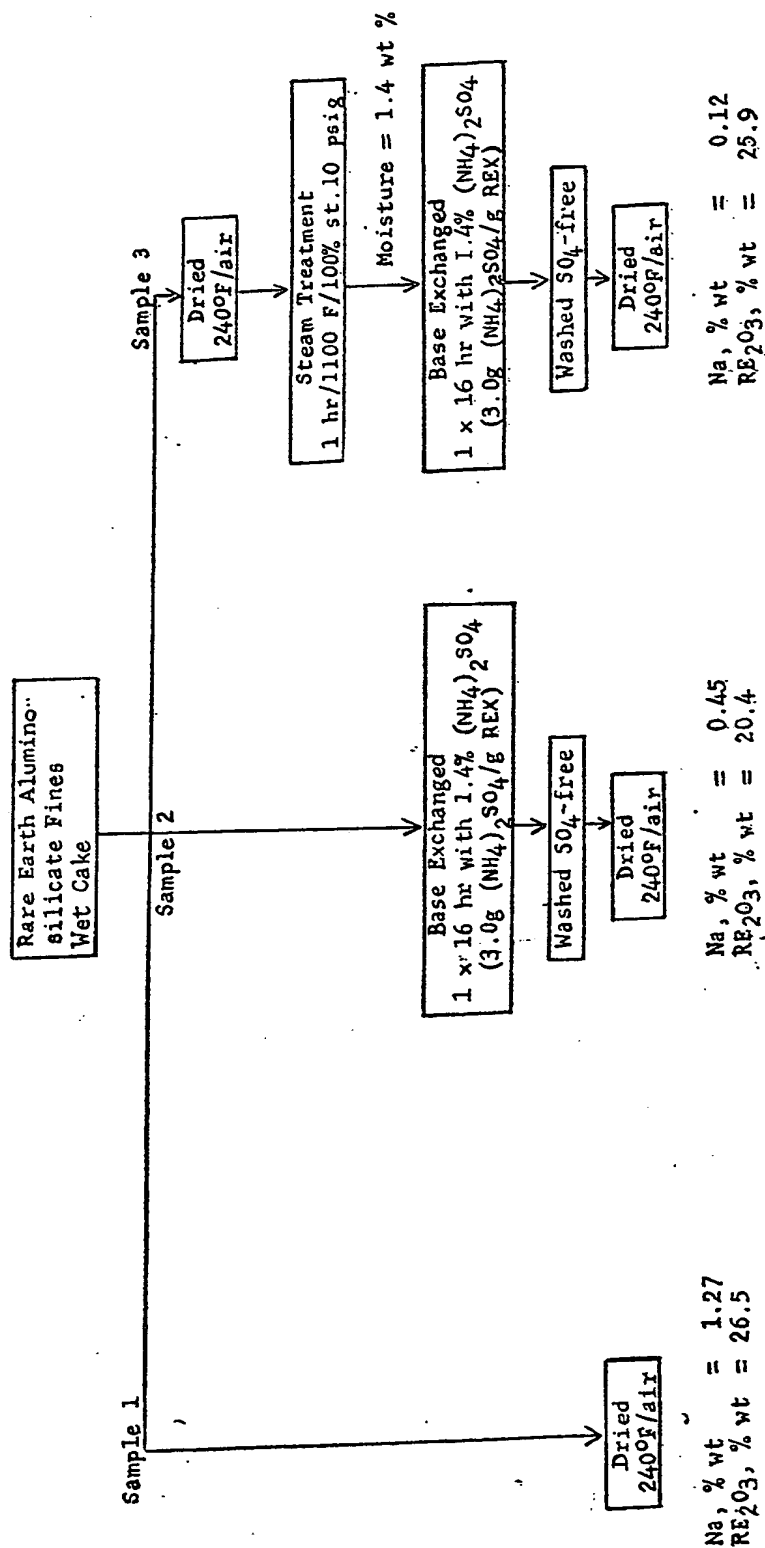 Rare Earth Alumino-
silicate Fines
Wet Cake
Sample 1
Dried
240°F/air
Na, % wt = 1.27
RE2O3, % wt = 26.5
Sample 2
Base Exchanged
1 x 16 hr with 1.4% (NH4)2SO4
(3.0g (NH4)2SO4/g REX)
Washed SO4-free
Dried
240°F/air
Na, % wt = 0.45
RE2O3, % wt = 20.4
Sample 3
Dried
240°F/air
Steam Treatment
1 hr/1100 F/100% st.10 psig
Moisture = 1.4 wt %
Base Exchanged
1 x 16 hr with 1.4% (NH4)2SO4
(3.0g (NH4)2SO4/g REX)
Washed SO4-free
Dried
240°F/air
Na, % wt = 0.12
RE2O3, % wt = 25.9